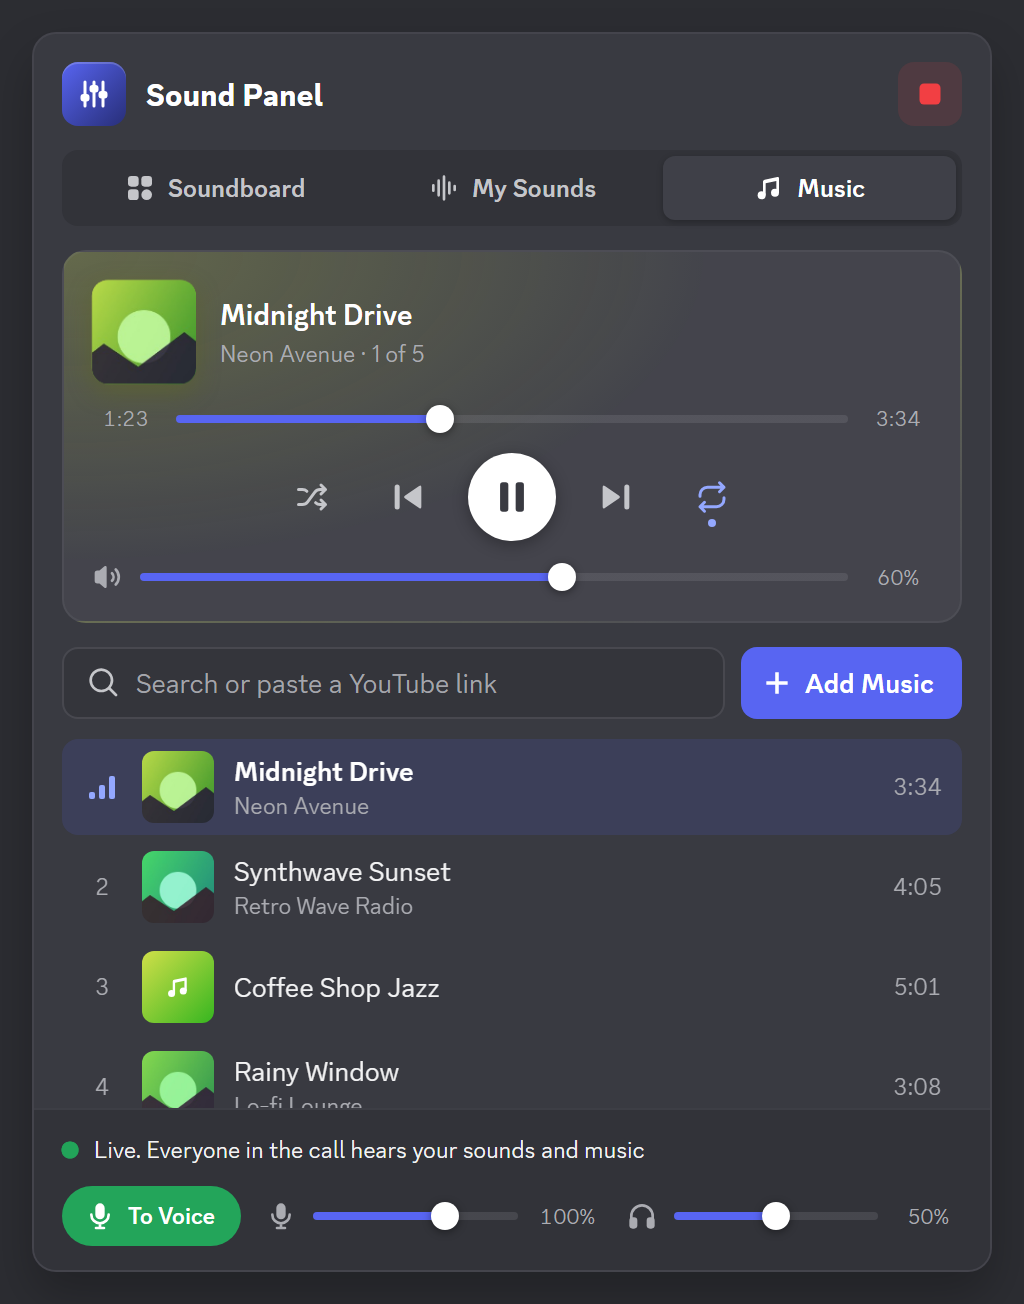 Sound Panel
Soundboard
My Sounds
Music
Midnight Drive
Neon Avenue · 1 of 5
1:23
3:34
60%
Search or paste a YouTube link
Add Music
Midnight Drive
Neon Avenue
3:34
2
Synthwave Sunset
Retro Wave Radio
4:05
3
Coffee Shop Jazz
5:01
4
Rainy Window
Lo-fi Lounge
3:08
Live. Everyone in the call hears your sounds and music
To Voice
100%
50%